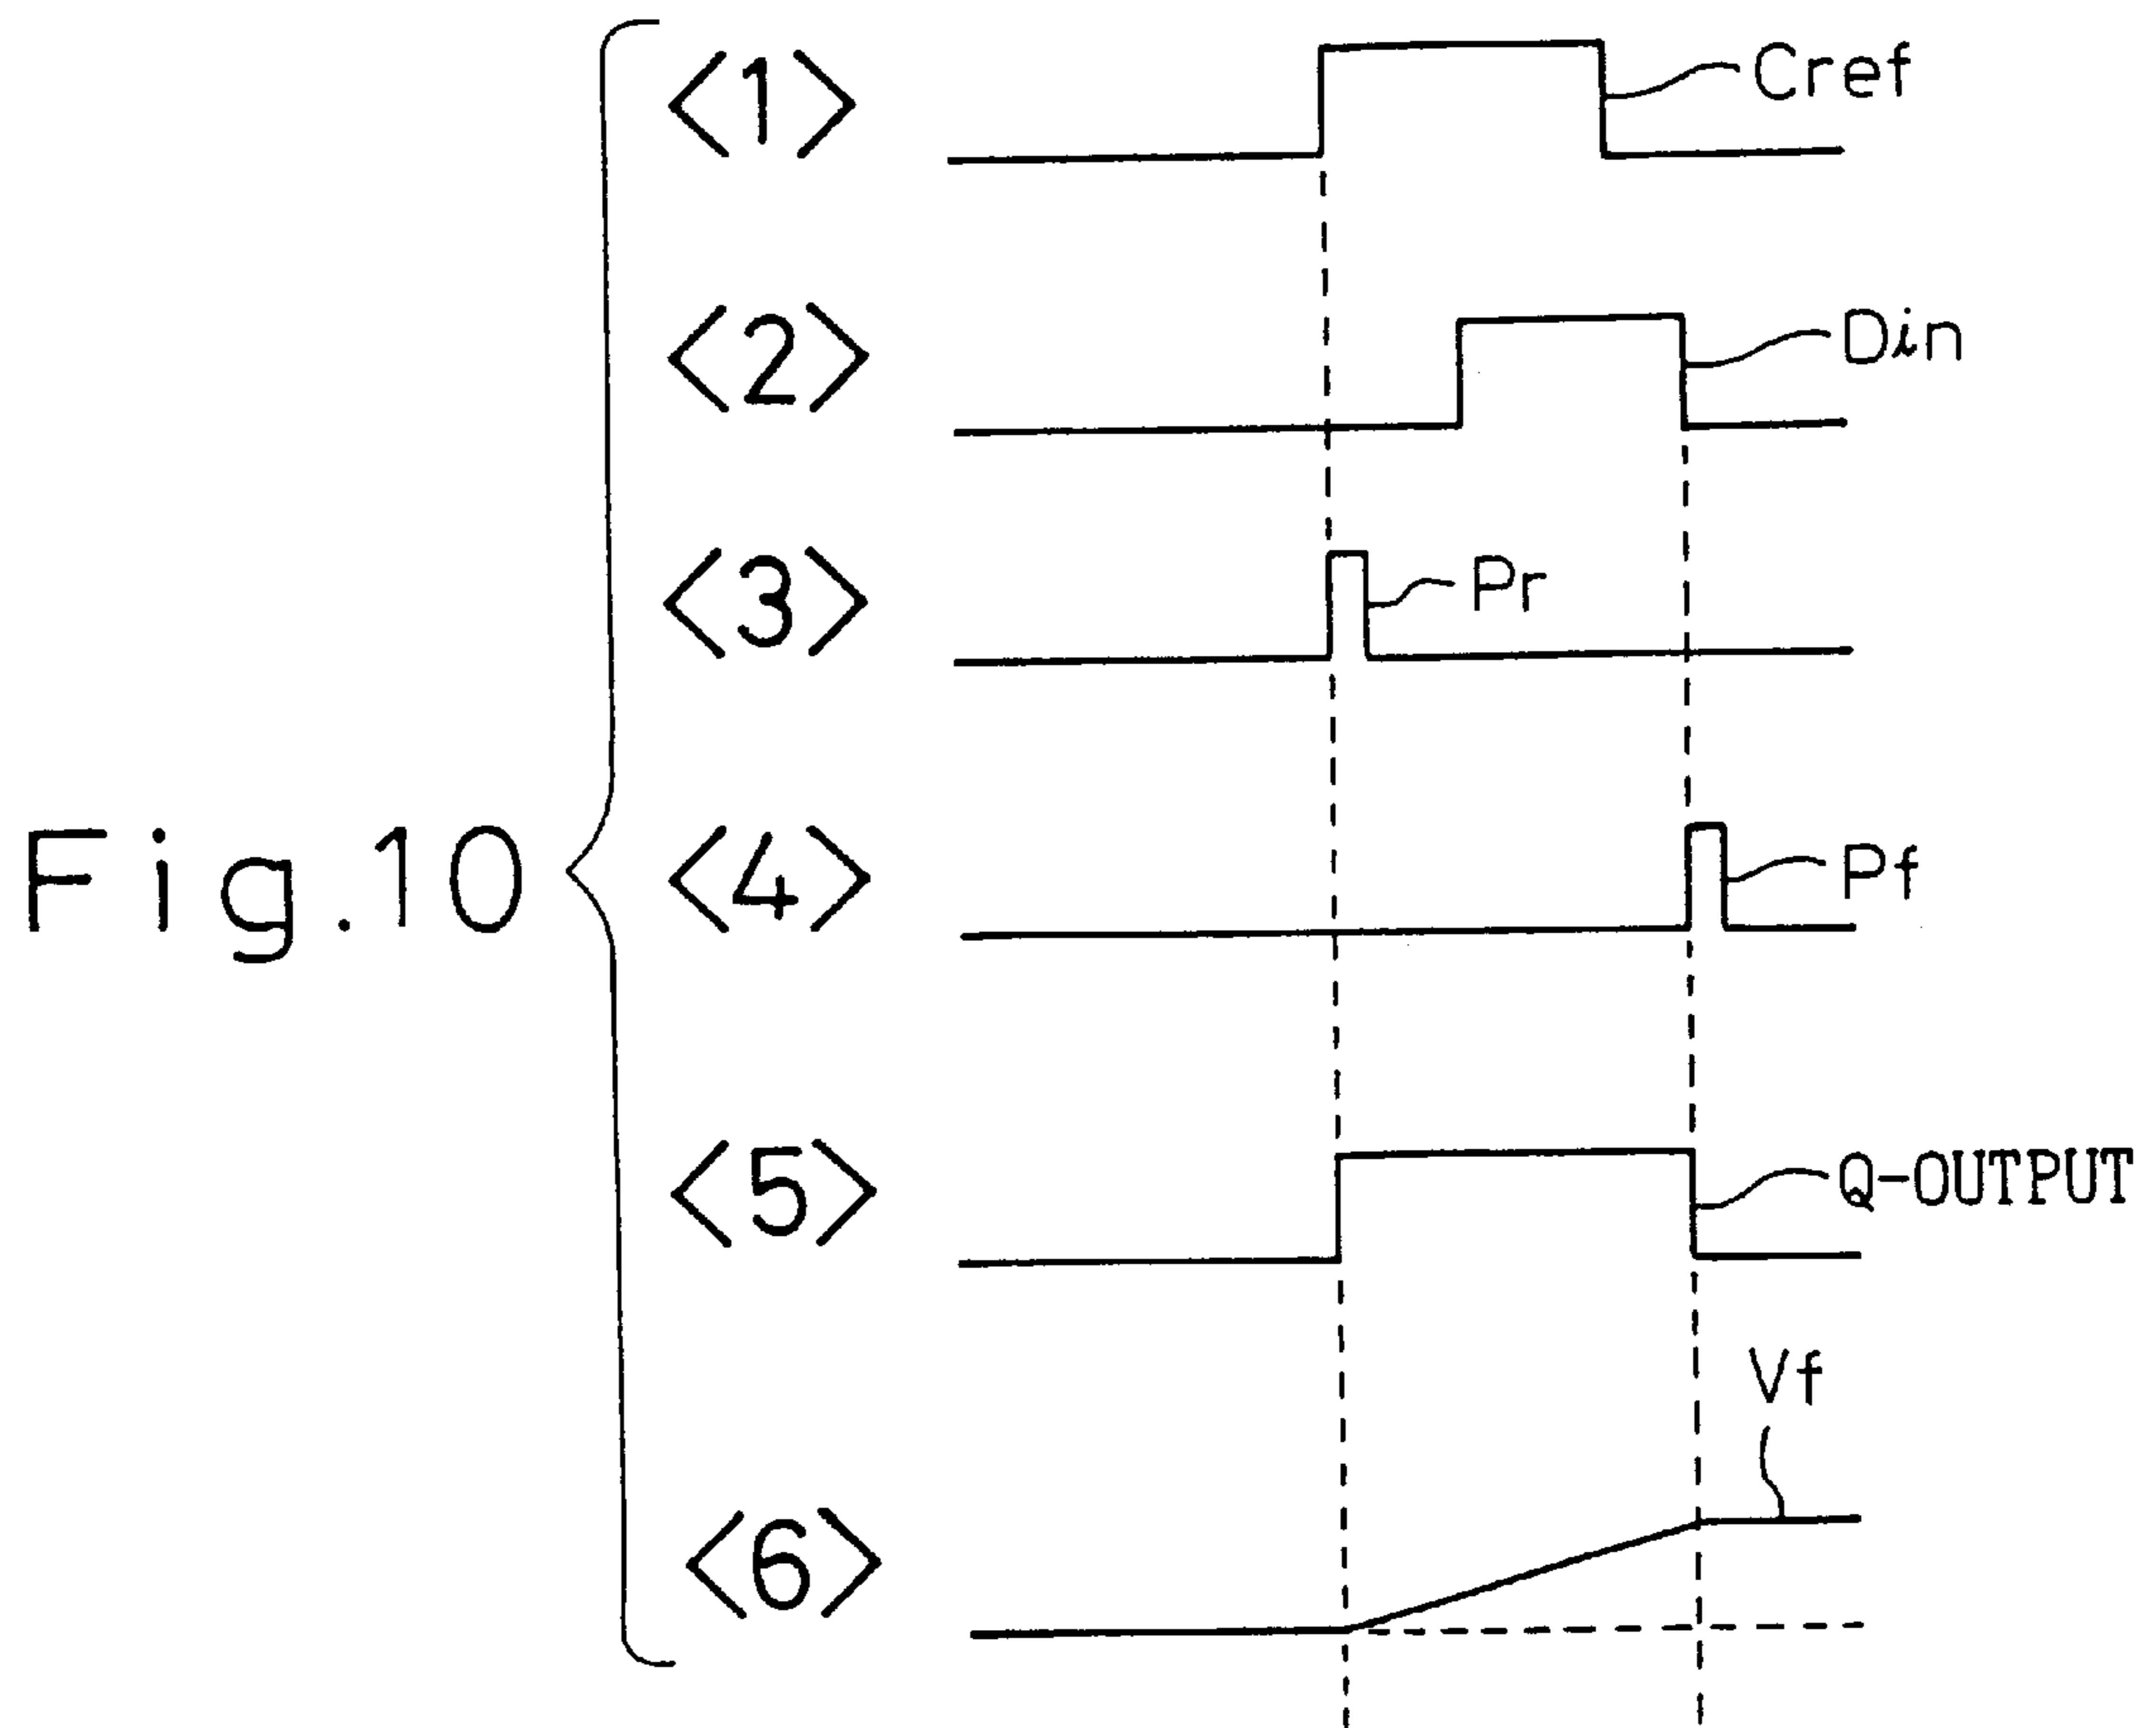 <1> Cref
<2> Din
<3> Pr
Fig.10 <4> Pf
<5> Q-OUTPUT
Vf
<6>